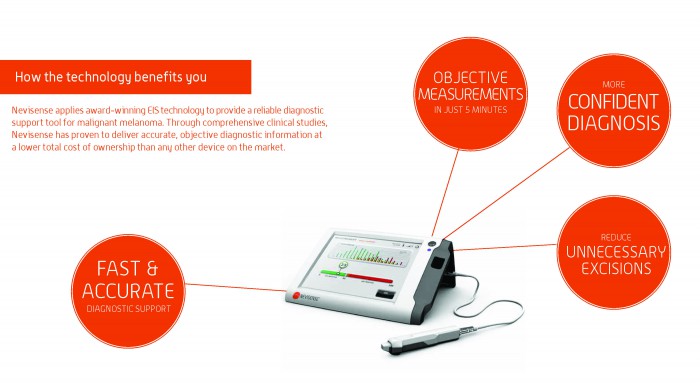 How the technology benefits you
Nevisense applies award-winning EIS technology to provide a reliable diagnostic
support tool for malignant melanoma. Through comprehensive clinical studies,
Nevisense has proven to deliver accurate, objective diagnostic information at
a lower total cost of ownership than any other device on the market.
OBJECTIVE
MEASUREMENTS
IN JUST 5 MINUTES
MORE
CONFIDENT
DIAGNOSIS
REDUCE
UNNECESSARY
EXCISIONS
FAST &
ACCURATE
DIAGNOSTIC SUPPORT
NEVISENSE